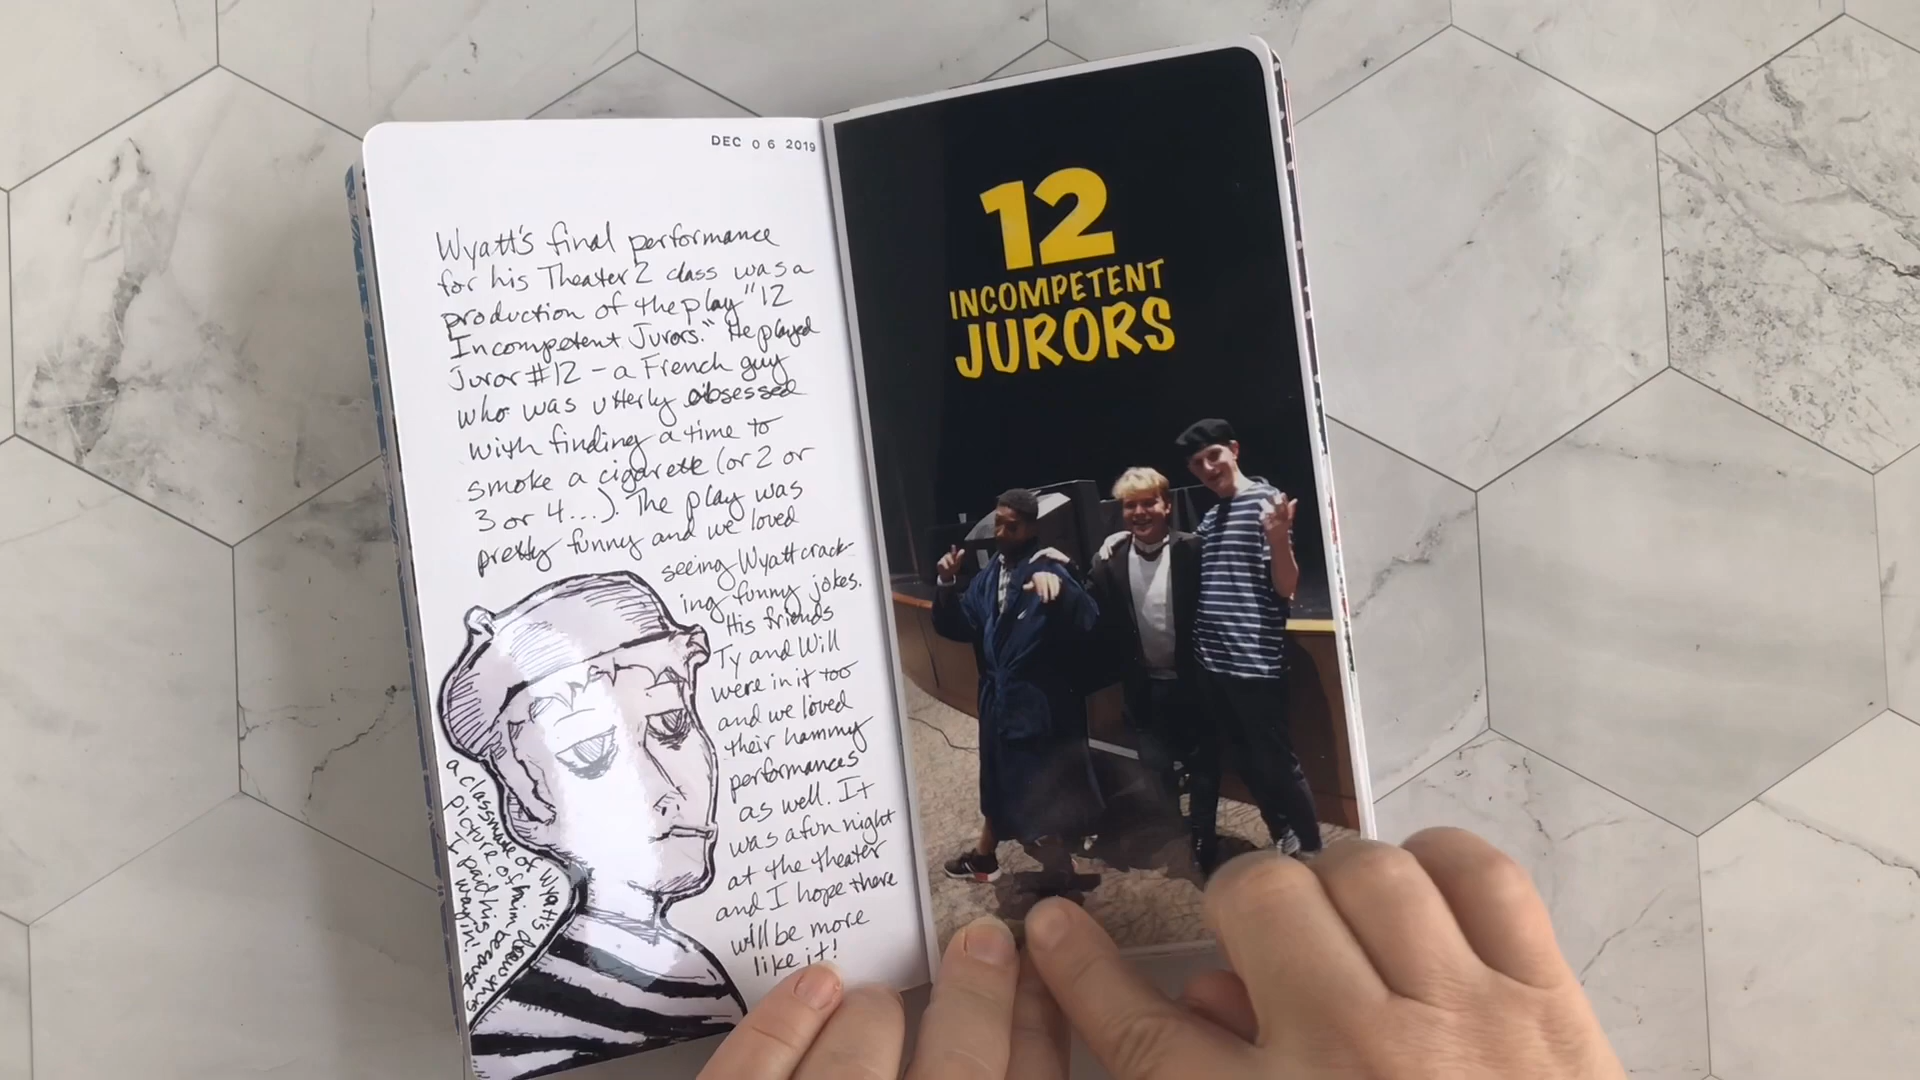 DEC 06 2019
Wyatt's final performance
for his Theater 2 class was a
production of the play "12
Incompetent Jurors." He played
Juror #12 - a French guy
who was utterly obsessed
with finding a time to
smoke a cigarette (or 2 or
3 or 4...). The play was
pretty funny and we loved
seeing Wyatt crack-
ing funny jokes.
His friends
Ty and Will
were in it too
and we loved
their hammy
performances
as well. It
was a fun night
at the theater
and I hope there
will be more
like it!
a classmate of Wyatt's
picture of him because
I paid his
way in!
12
INCOMPETENT
JURORS